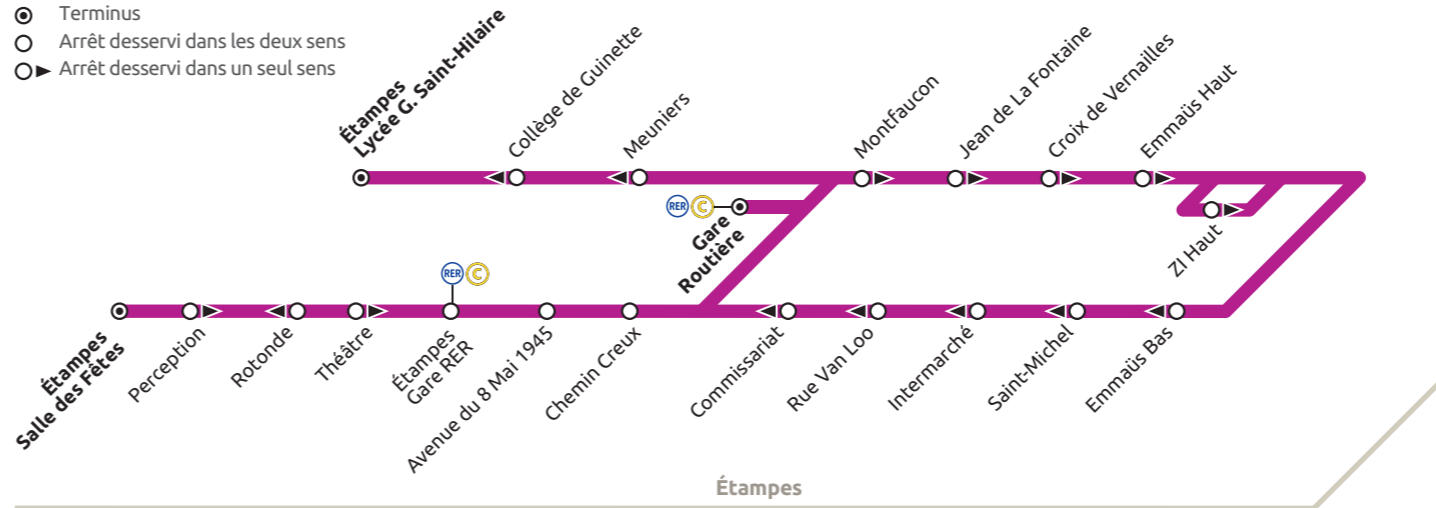 Terminus
Arrêt desservi dans les deux sens
Arrêt desservi dans un seul sens
Étampes
Lycée G. Saint-Hilaire
Collège de Guinette
Meuniers
Montfaucon
Jean de La Fontaine
Croix de Vernailles
Emmaüs Haut
RER C
Gare
Routière
ZI Haut
RER C
Étampes
Salle des Fêtes
Perception
Rotonde
Théâtre
Étampes
Gare RER
Avenue du 8 Mai 1945
Chemin Creux
Commissariat
Rue Van Loo
Intermarché
Saint-Michel
Emmaüs Bas
Étampes